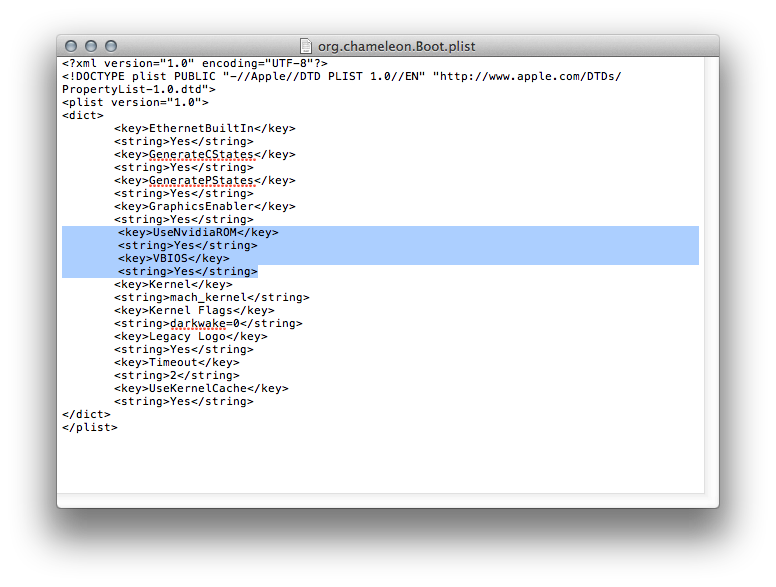 org.chameleon.Boot.plist
<?xml version="1.0" encoding="UTF-8"?>
<!DOCTYPE plist PUBLIC "-//Apple//DTD PLIST 1.0//EN" "http://www.apple.com/DTDs/
PropertyList-1.0.dtd">
<plist version="1.0">
<dict>
<key>EthernetBuiltIn</key>
<string>Yes</string>
<key>GenerateCStates</key>
<string>Yes</string>
<key>GeneratePStates</key>
<string>Yes</string>
<key>GraphicsEnabler</key>
<string>Yes</string>
<key>UseNvidiaROM</key>
<string>Yes</string>
<key>VBIOS</key>
<string>Yes</string>
<key>Kernel</key>
<string>mach_kernel</string>
<key>Kernel Flags</key>
<string>darkwake=0</string>
<key>Legacy Logo</key>
<string>Yes</string>
<key>Timeout</key>
<string>2</string>
<key>UseKernelCache</key>
<string>Yes</string>
</dict>
</plist>